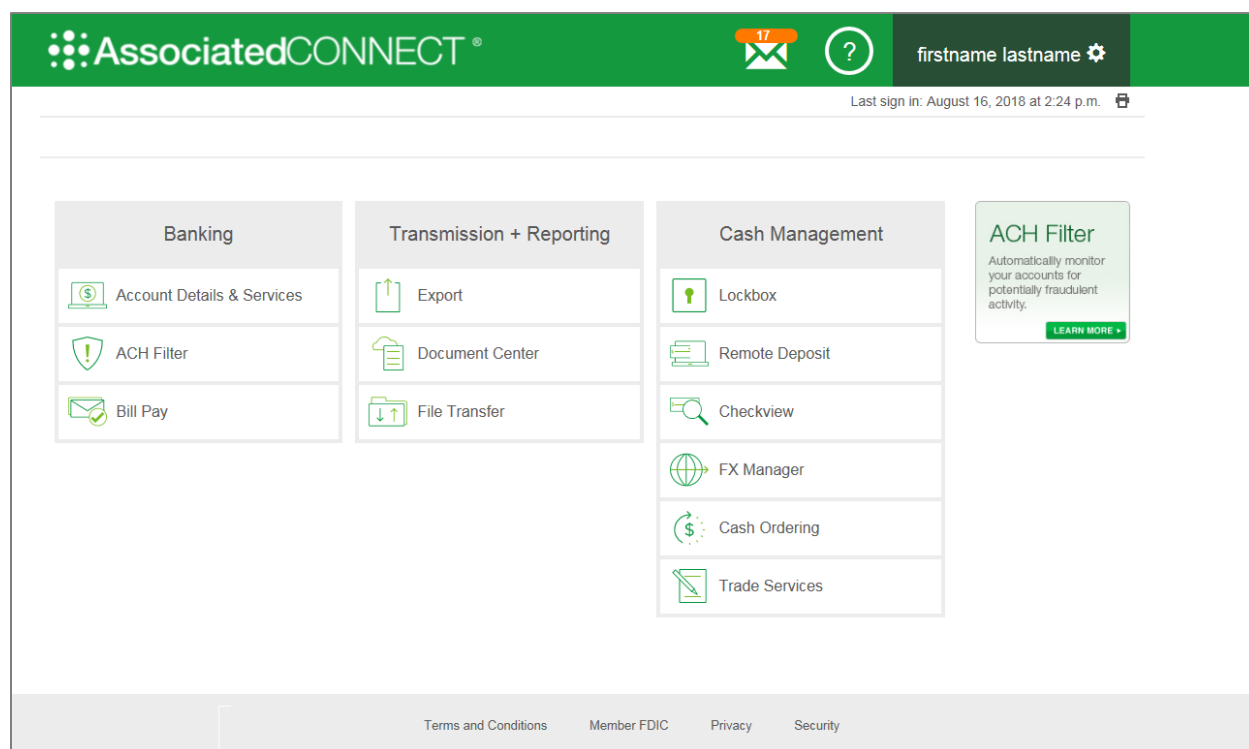 AssociatedCONNECT ®
17
?
firstname lastname
Last sign in: August 16, 2018 at 2:24 p.m.
Banking
Account Details & Services
ACH Filter
Bill Pay
Transmission + Reporting
Export
Document Center
File Transfer
Cash Management
Lockbox
Remote Deposit
Checkview
FX Manager
$ Cash Ordering
Trade Services
ACH Filter
Automatically monitor
your accounts for
potentially fraudulent
activity.
LEARN MORE
Terms and Conditions Member FDIC Privacy Security